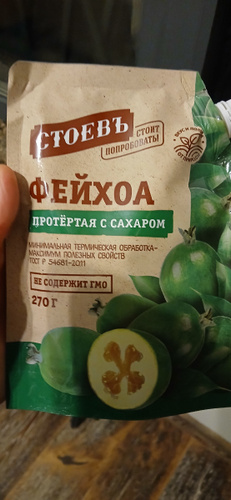 СТОЕВЪ
СТОИТ
ПОПРОБОВАТЬ!
ФЕЙХОА
ПРОТЁРТАЯ С САХАРОМ
МИНИМАЛЬНАЯ ТЕРМИЧЕСКАЯ ОБРАБОТКА-
МАКСИМУМ ПОЛЕЗНЫХ СВОЙСТВ
ГОСТ Р 54681-2011
НЕ СОДЕРЖИТ ГМО
270 Г